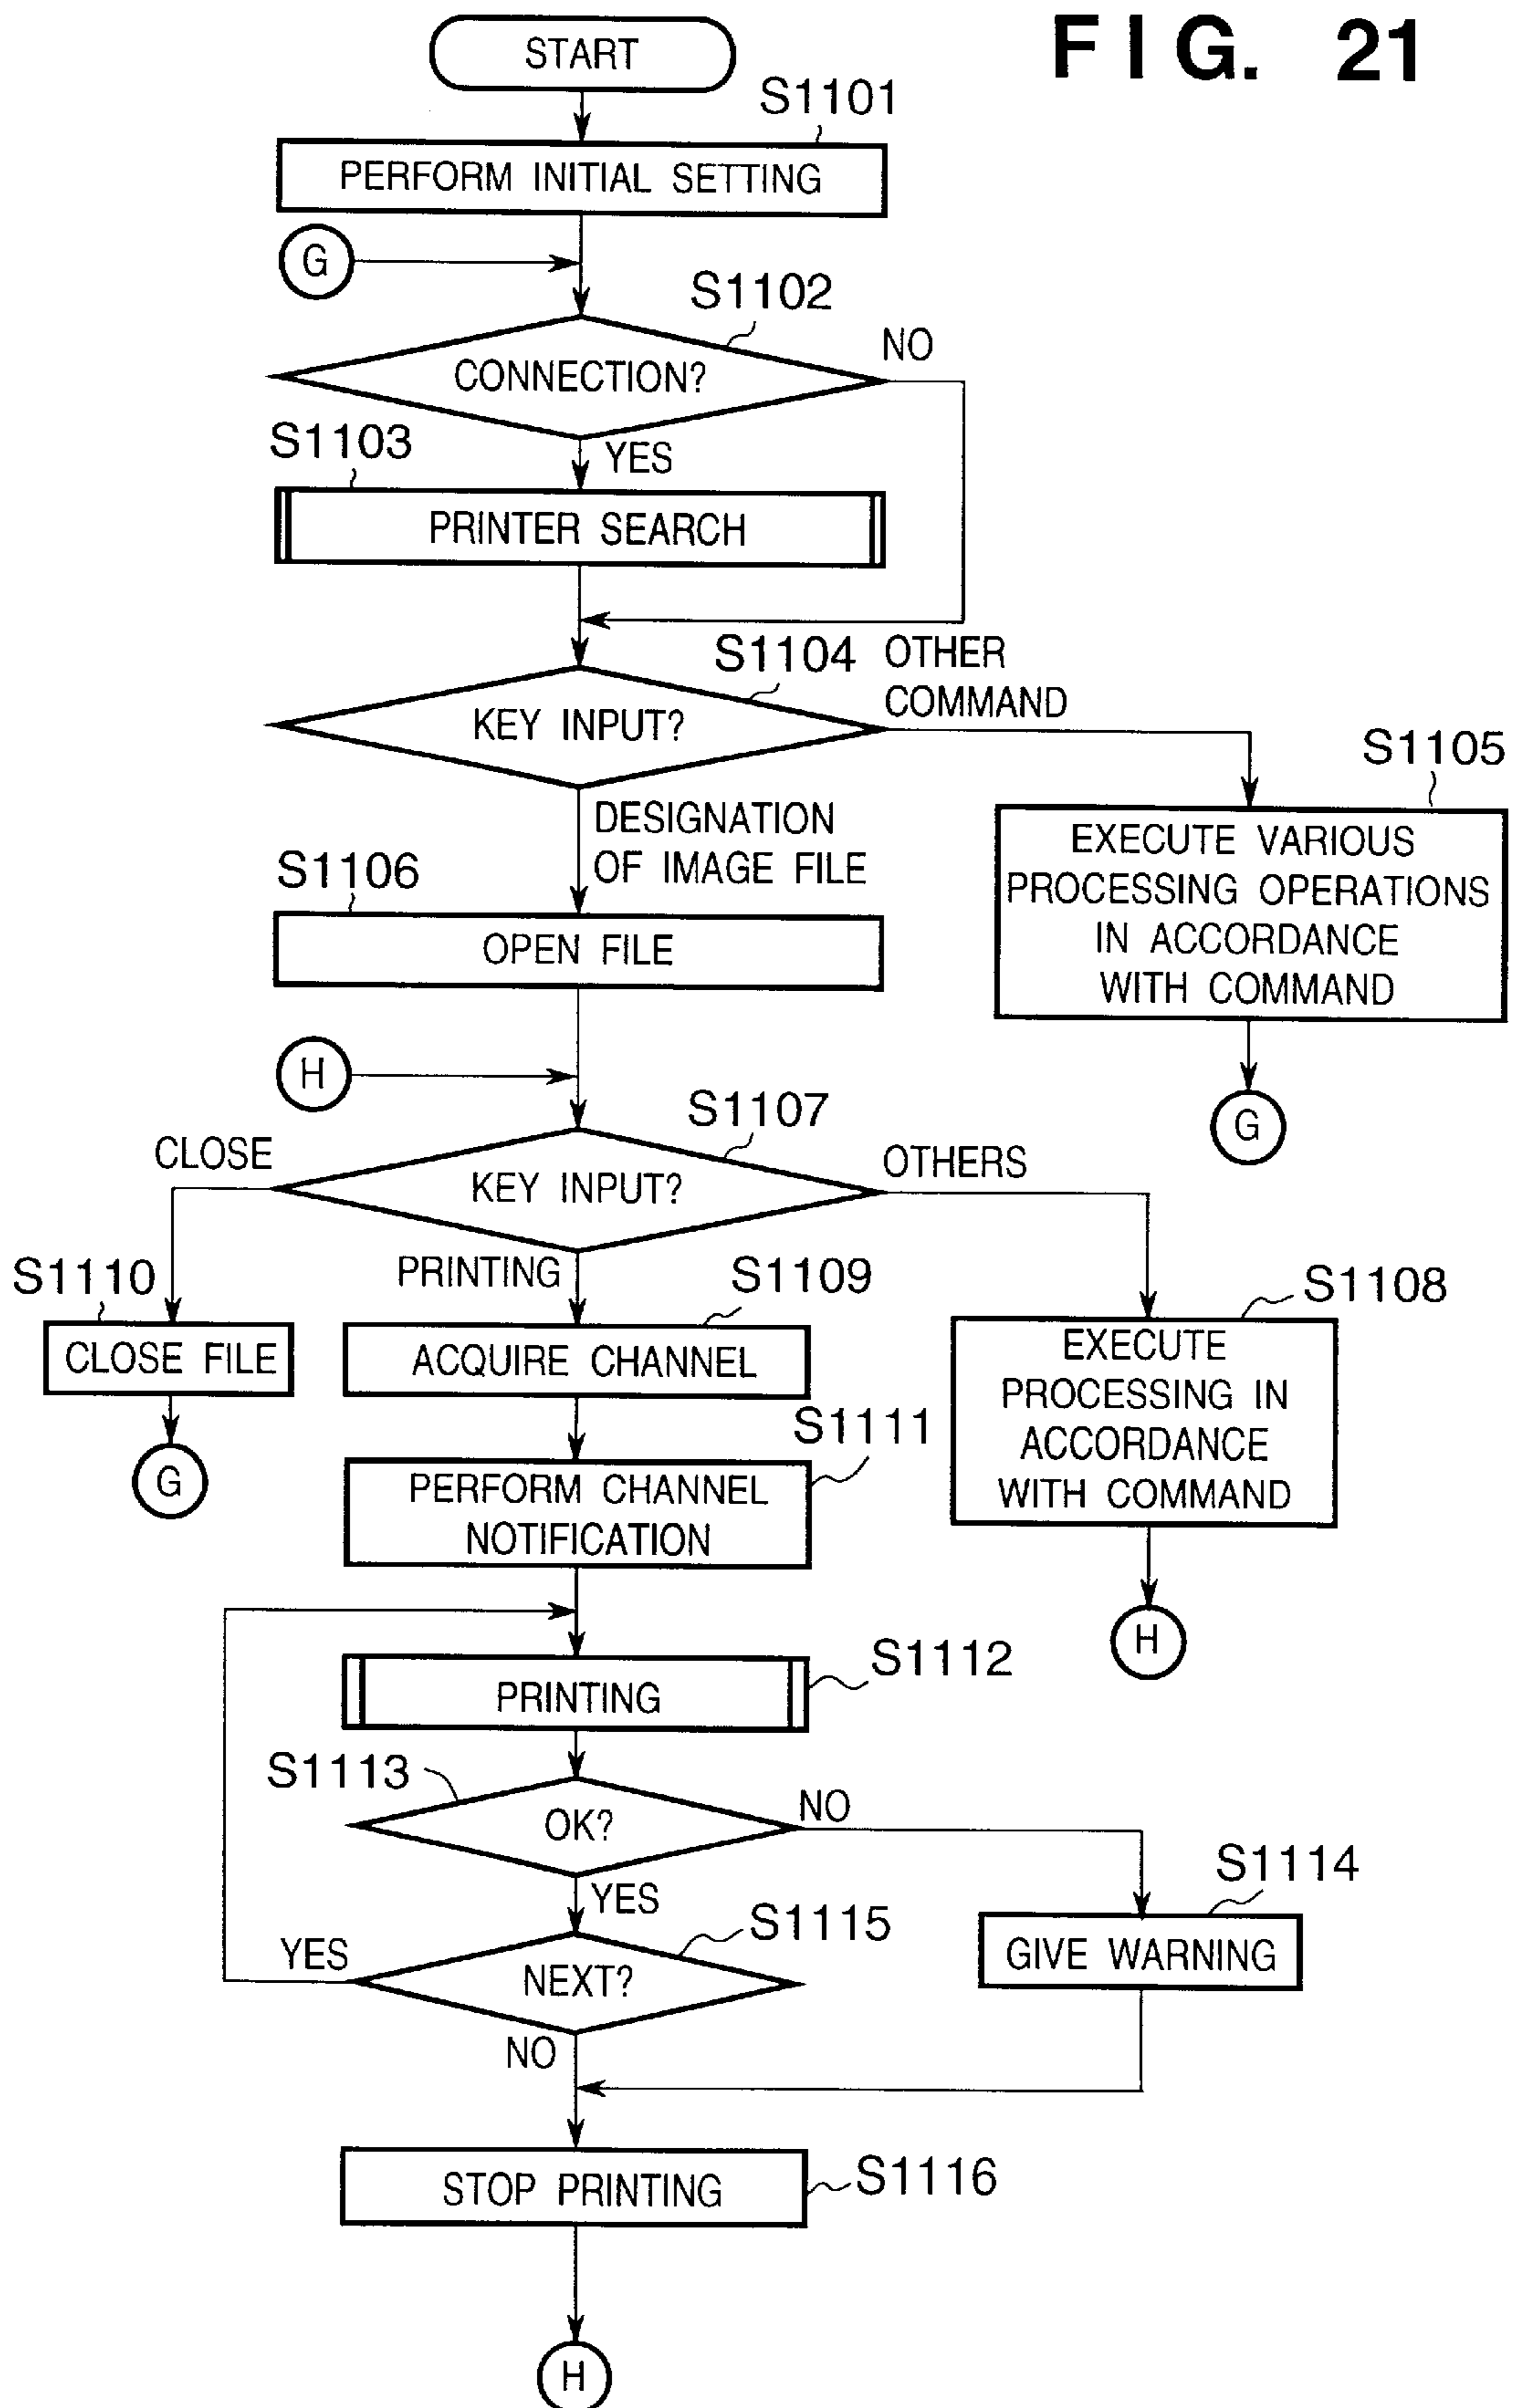 FIG. 21
START
S1101
PERFORM INITIAL SETTING
G
S1102
CONNECTION?
NO
YES
S1103
PRINTER SEARCH
S1104
OTHER
COMMAND
KEY INPUT?
S1105
EXECUTE VARIOUS
PROCESSING OPERATIONS
IN ACCORDANCE
WITH COMMAND
G
DESIGNATION
OF IMAGE FILE
S1106
OPEN FILE
H
S1107
CLOSE
KEY INPUT?
OTHERS
S1110
CLOSE FILE
G
PRINTING
S1109
ACQUIRE CHANNEL
S1108
EXECUTE
PROCESSING IN
ACCORDANCE
WITH COMMAND
H
S1111
PERFORM CHANNEL
NOTIFICATION
S1112
PRINTING
S1113
OK?
NO
YES
S1114
GIVE WARNING
S1115
YES
NEXT?
NO
STOP PRINTING
S1116
H